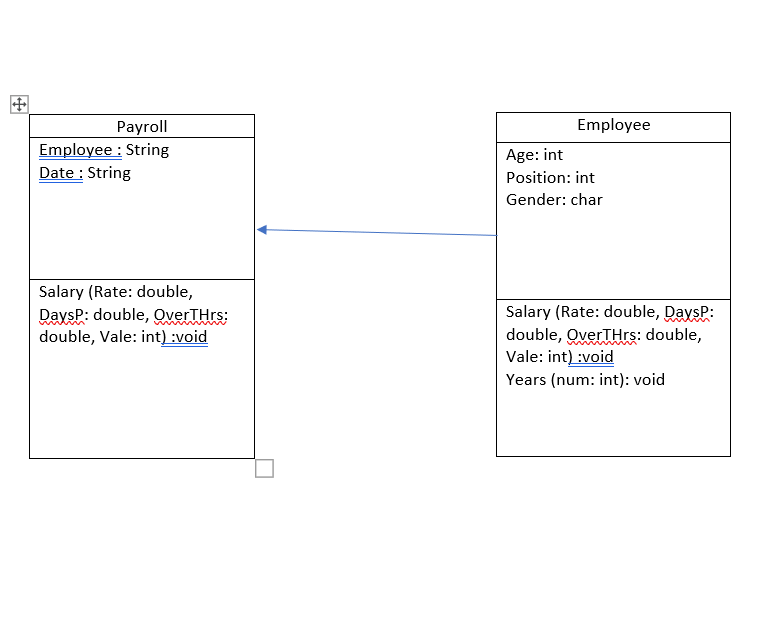 Payroll
Employee : String
Date : String
Salary (Rate: double,
DaysP: double, OverTHrs:
double, Vale: int) :void
Employee
Age: int
Position: int
Gender: char
Salary (Rate: double, DaysP:
double, OverTHrs: double,
Vale: int) :void
Years (num: int): void